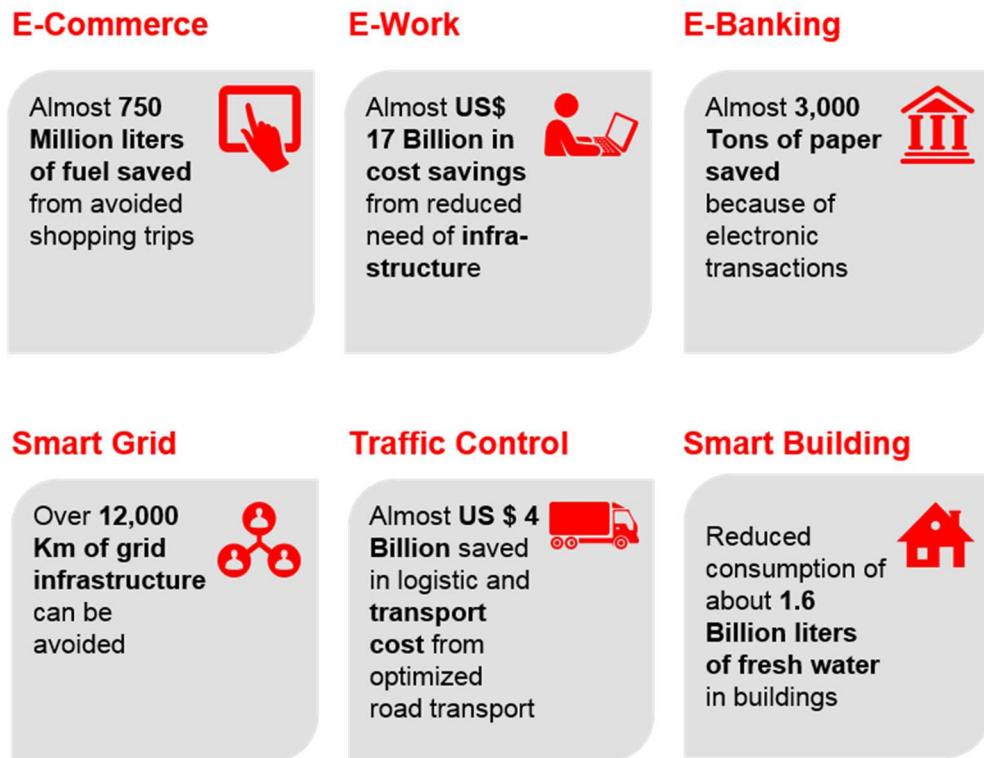 E-Commerce
Almost 750
Million liters
of fuel saved
from avoided
shopping trips
E-Work
Almost US$
17 Billion in
cost savings
from reduced
need of infra-
structure
E-Banking
Almost 3,000
Tons of paper
saved
because of
electronic
transactions
Smart Grid
Over 12,000
Km of grid
infrastructure
can be
avoided
Traffic Control
Almost US $ 4
Billion saved
in logistic and
transport
cost from
optimized
road transport
Smart Building
Reduced
consumption of
about 1.6
Billion liters
of fresh water
in buildings